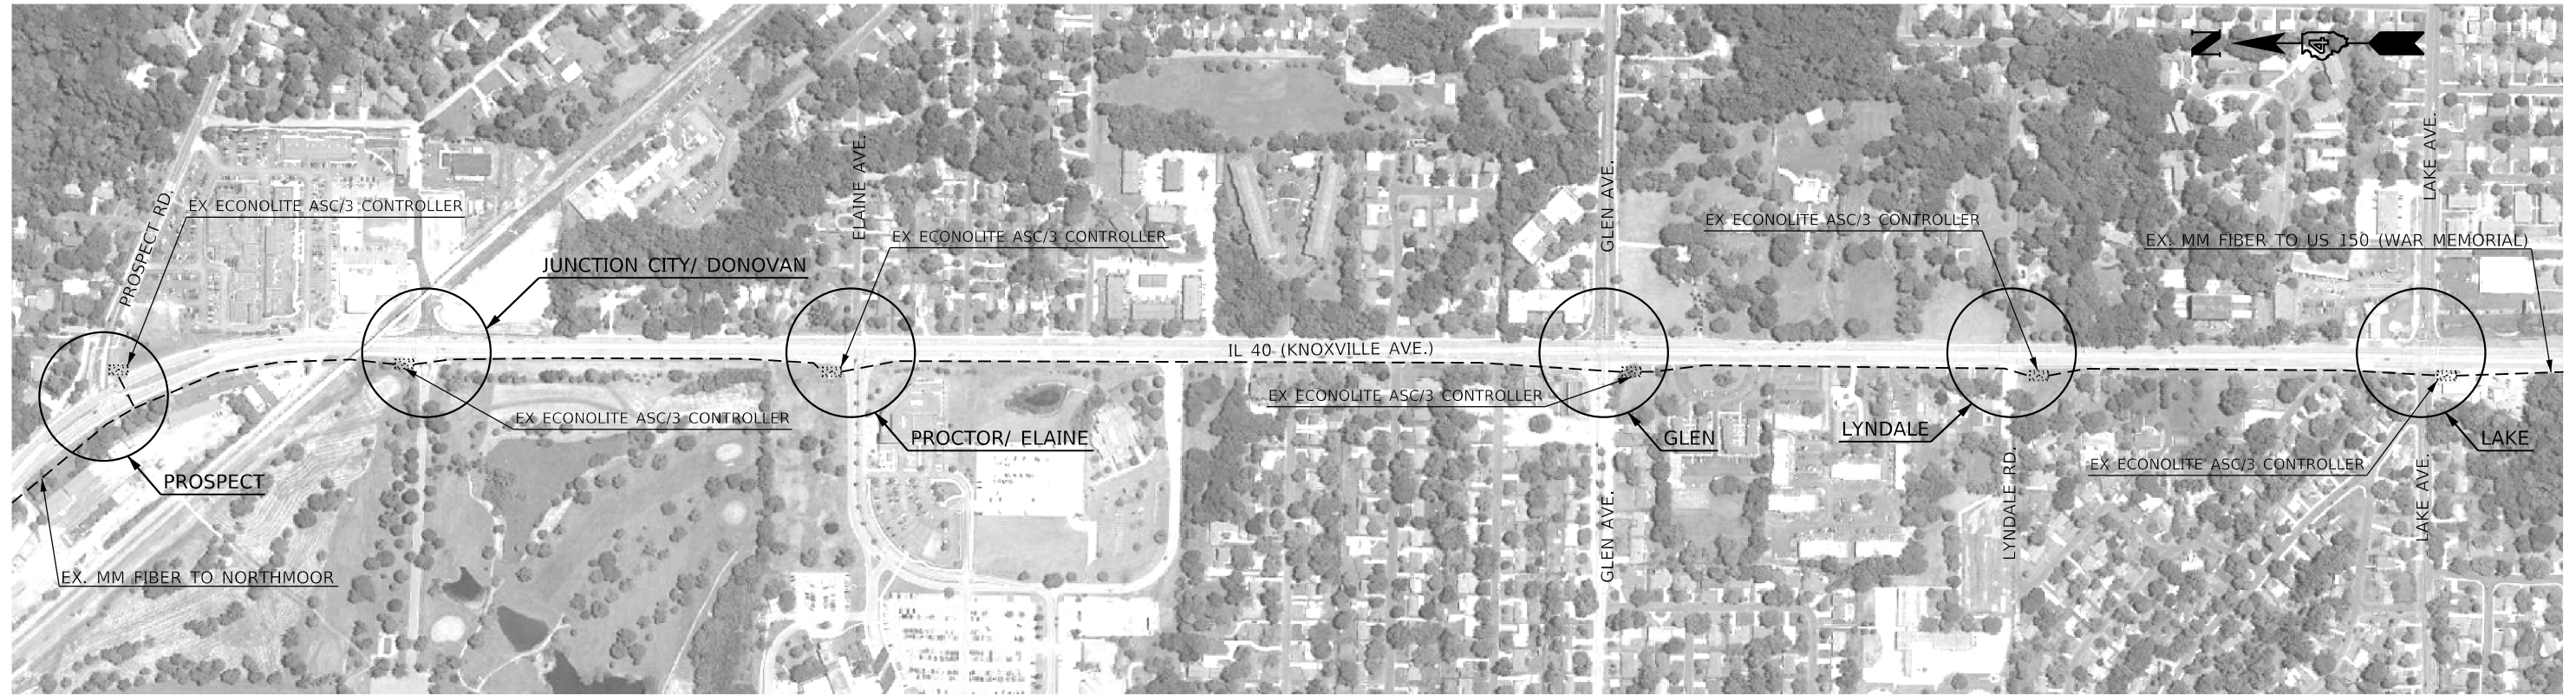 N
4
PROSPECT RD.
EX ECONOLITE ASC/3 CONTROLLER
JUNCTION CITY/ DONOVAN
ELAINE AVE.
EX ECONOLITE ASC/3 CONTROLLER
GLEN AVE.
EX ECONOLITE ASC/3 CONTROLLER
LAKE AVE.
EX. MM FIBER TO US 150 (WAR MEMORIAL)
IL 40 (KNOXVILLE AVE.)
EX ECONOLITE ASC/3 CONTROLLER
EX ECONOLITE ASC/3 CONTROLLER
PROCTOR/ ELAINE
GLEN
LYNDALE
LAKE
EX ECONOLITE ASC/3 CONTROLLER
PROSPECT
GLEN AVE.
LYNDALE RD.
LAKE AVE.
EX. MM FIBER TO NORTHMOOR